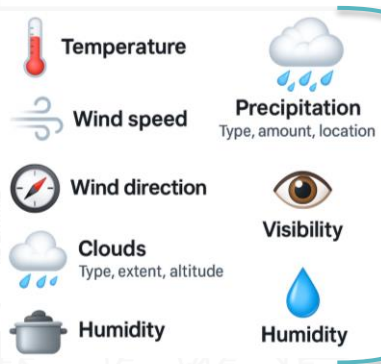 Temperature
Wind speed
Wind direction
Clouds
Type, extent, altitude
Humidity
Precipitation
Type, amount, location
Visibility
Humidity